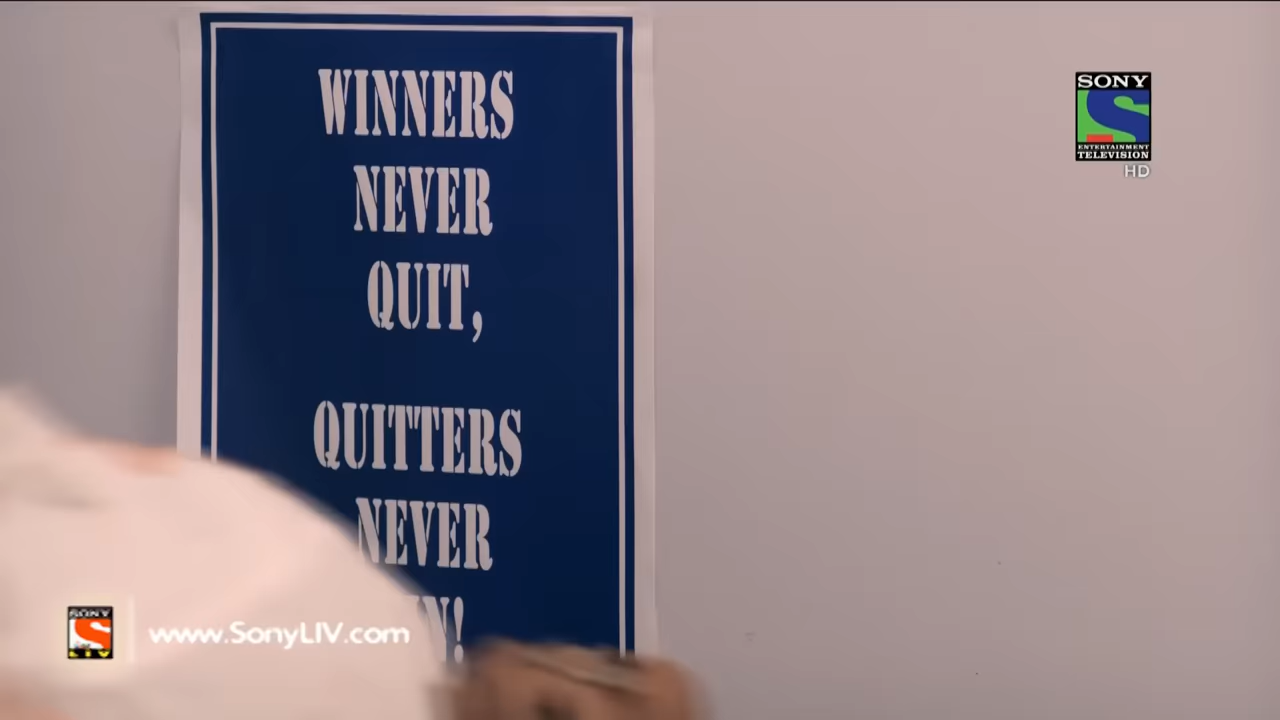 WINNERS
NEVER
QUIT,
QUITTERS
NEVER
SONY
ENTERTAINMENT
TELEVISION
HD
SONY
LIV
www.SonyLIV.com